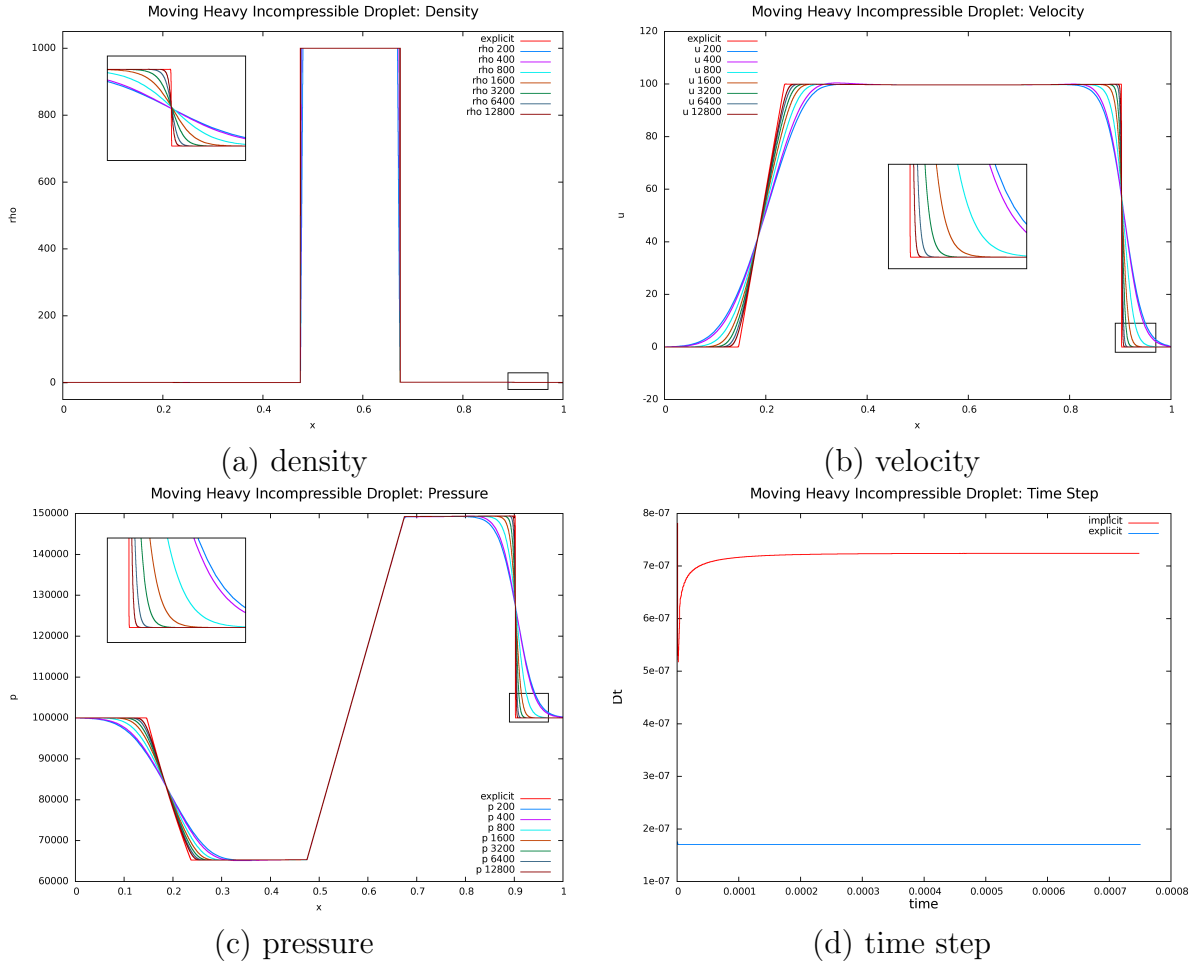 Moving Heavy Incompressible Droplet: Density
explicit
rho 200
rho 400
rho 800
rho 1600
rho 3200
rho 6400
rho 12800
1000
800
600
400
200
0
rho
0
0.2
0.4
0.6
0.8
1
x
(a) density
Moving Heavy Incompressible Droplet: Velocity
explicit
u 200
u 400
u 800
u 1600
u 3200
u 6400
u 12800
120
100
80
60
40
20
0
-20
u
0
0.2
0.4
0.6
0.8
1
x
(b) velocity
Moving Heavy Incompressible Droplet: Pressure
150000
140000
130000
120000
110000
100000
90000
80000
70000
60000
p
explicit
p 200
p 400
p 800
p 1600
p 3200
p 6400
p 12800
0
0.1
0.2
0.3
0.4
0.5
0.6
0.7
0.8
0.9
1
x
(c) pressure
Moving Heavy Incompressible Droplet: Time Step
implicit
explicit
8e-07
7e-07
6e-07
5e-07
4e-07
3e-07
2e-07
1e-07
Dt
0
0.0001
0.0002
0.0003
0.0004
0.0005
0.0006
0.0007
0.0008
time
(d) time step